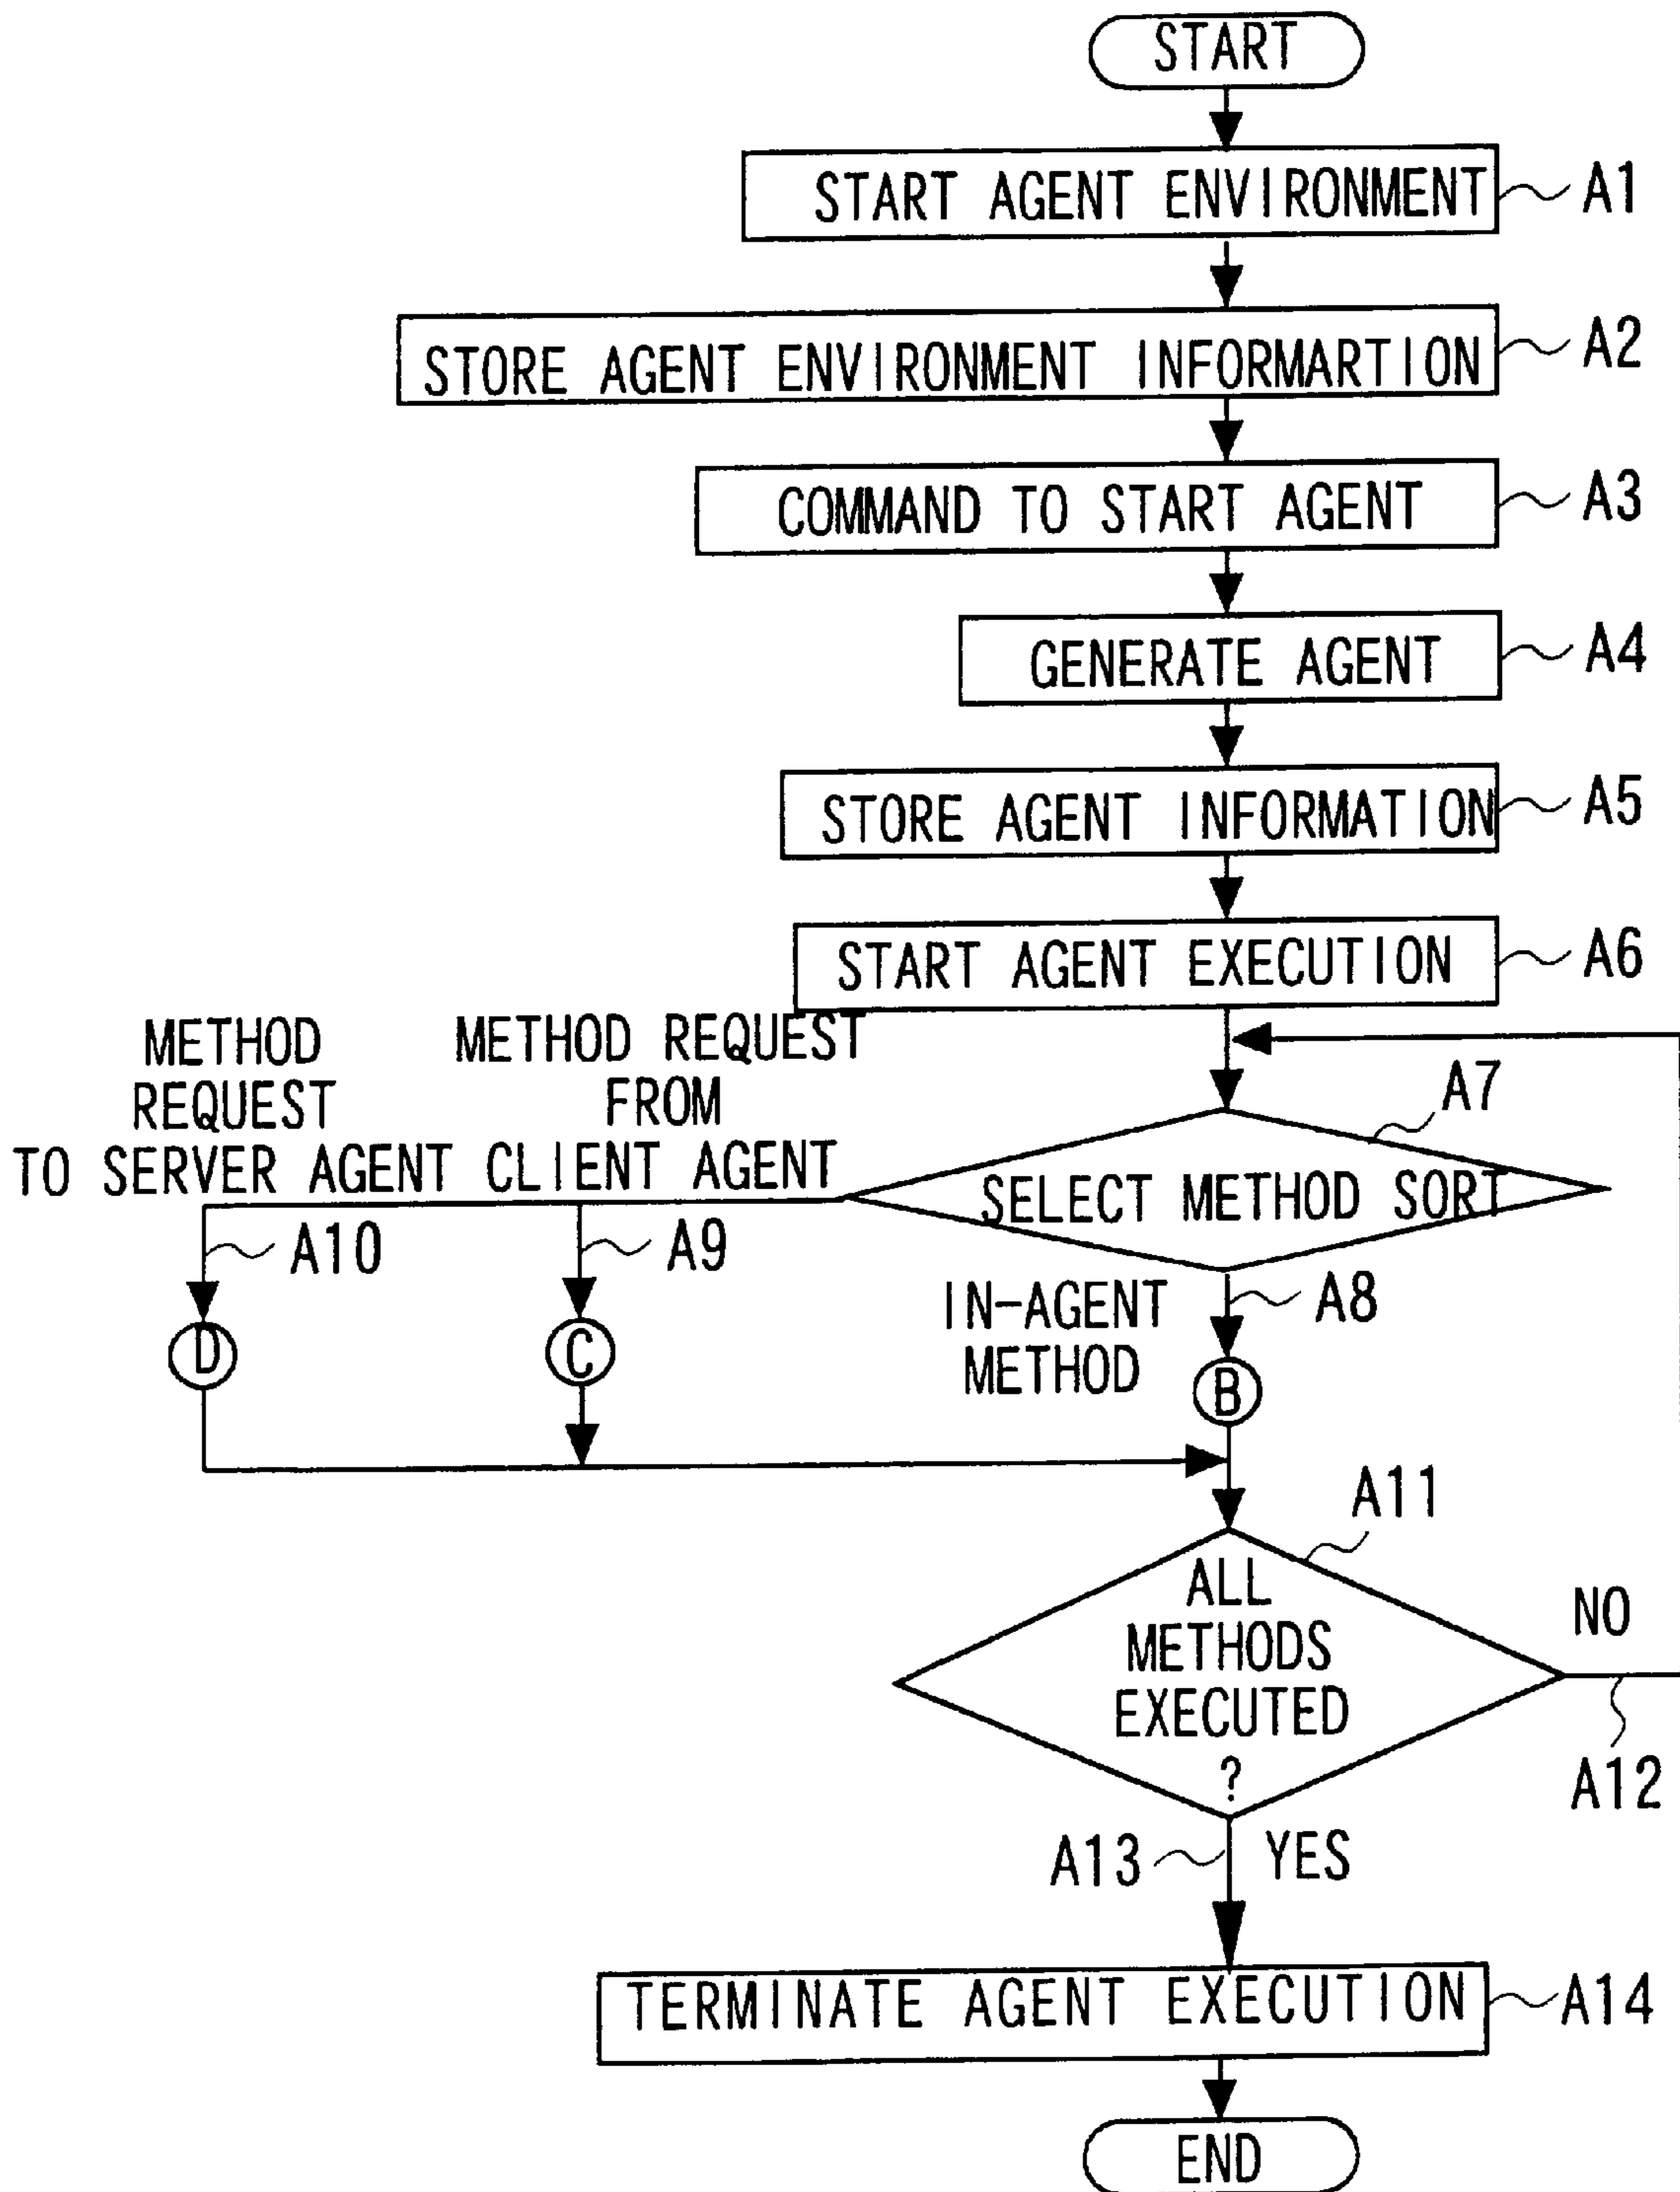 START
START AGENT ENVIRONMENT
A1
STORE AGENT ENVIRONMENT INFORMARTION
A2
COMMAND TO START AGENT
A3
GENERATE AGENT
A4
STORE AGENT INFORMATION
A5
START AGENT EXECUTION
A6
METHOD
REQUEST
TO SERVER AGENT
METHOD REQUEST
FROM
CLIENT AGENT
A7
SELECT METHOD SORT
A10
A9
IN-AGENT
METHOD
A8
D
C
B
A11
ALL
METHODS
EXECUTED
?
NO
A12
A13
YES
TERMINATE AGENT EXECUTION
A14
END